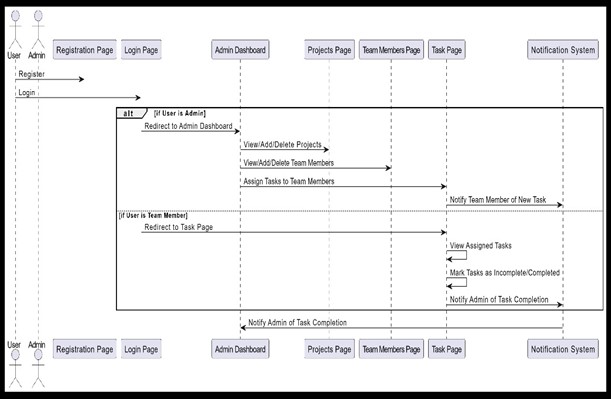 User Admin Registration Page Login Page Admin Dashboard Projects Page Team Members Page Task Page Notification System
Register
Login
alt [if User is Admin]
Redirect to Admin Dashboard
View/Add/Delete Projects
View/Add/Delete Team Members
Assign Tasks to Team Members
Notify Team Member of New Task
[if User is Team Member]
Redirect to Task Page
View Assigned Tasks
Mark Tasks as Incomplete/Completed
Notify Admin of Task Completion
Notify Admin of Task Completion
User Admin Registration Page Login Page Admin Dashboard Projects Page Team Members Page Task Page Notification System